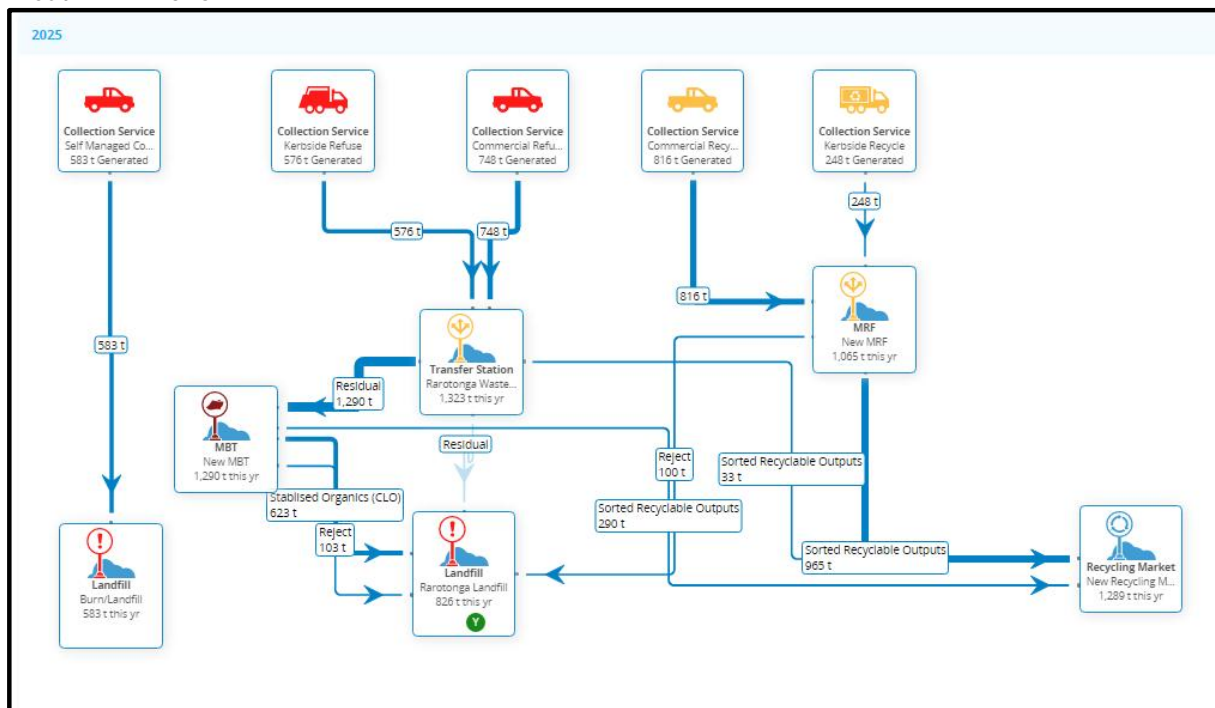 2025
Collection Service
Self Managed Co...
583 t Generated
Collection Service
Kerbside Refuse
576 t Generated
Collection Service
Commercial Refu...
748 t Generated
Collection Service
Commercial Recy...
816 t Generated
Collection Service
Kerbside Recycle
248 t Generated
248 t
576 t
748 t
816 t
583 t
MRF
New MRF
1,065 t this yr
Transfer Station
Rarotonga Waste...
1,323 t this yr
Residual
1,290 t
MBT
New MBT
1,290 t this yr
Residual
Reject
100 t
Sorted Recyclable Outputs
33 t
Stablised Organics (CLO)
623 t
Sorted Recyclable Outputs
290 t
Reject
103 t
Sorted Recyclable Outputs
965 t
Landfill
Burn/Landfill
583 t this yr
Landfill
Rarotonga Landfill
826 t this yr
Y
Recycling Market
New Recycling M...
1,289 t this yr